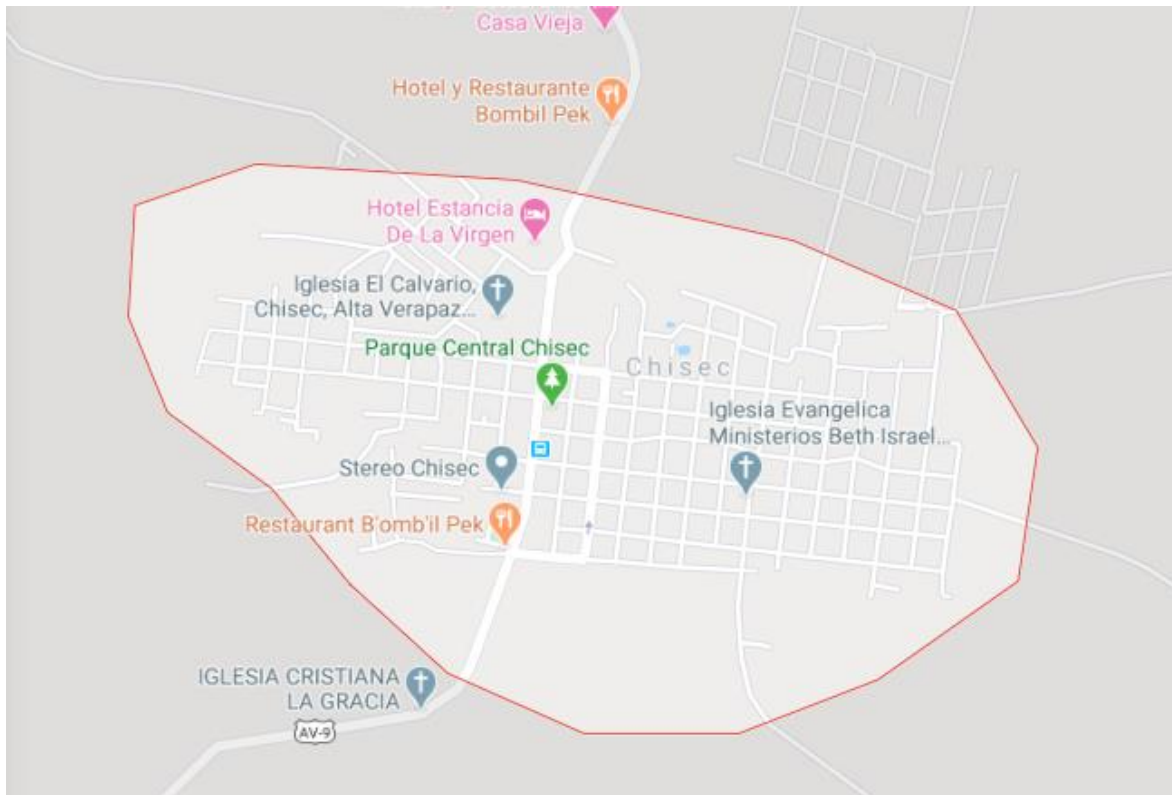 Casa Vieja
Hotel y Restaurante
Bombil Pek
Hotel Estancia
De La Virgen
Iglesia El Calvario,
Chisec, Alta Verapaz...
Parque Central Chisec
Chisec
Iglesia Evangelica
Ministerios Beth Israel...
Stereo Chisec
Restaurant B'omb'il Pek
IGLESIA CRISTIANA
LA GRACIA
AV-9